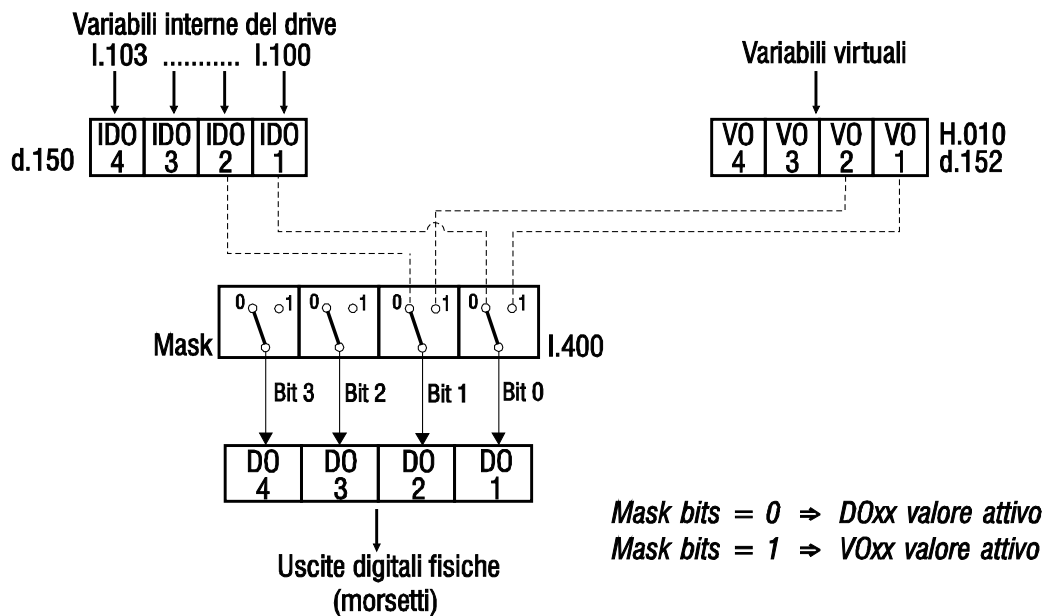 Variabili interne del drive
I.103 ........... I.100
Variabili virtuali
d.150
IDO 4
IDO 3
IDO 2
IDO 1
VO 4
VO 3
VO 2
VO 1
H.010
d.152
Mask
0 1
0 1
0 1
0 1
I.400
Bit 3
Bit 2
Bit 1
Bit 0
DO 4
DO 3
DO 2
DO 1
Mask bits = 0 ⇒ DOxx valore attivo
Mask bits = 1 ⇒ VOxx valore attivo
Uscite digitali fisiche
(morsetti)